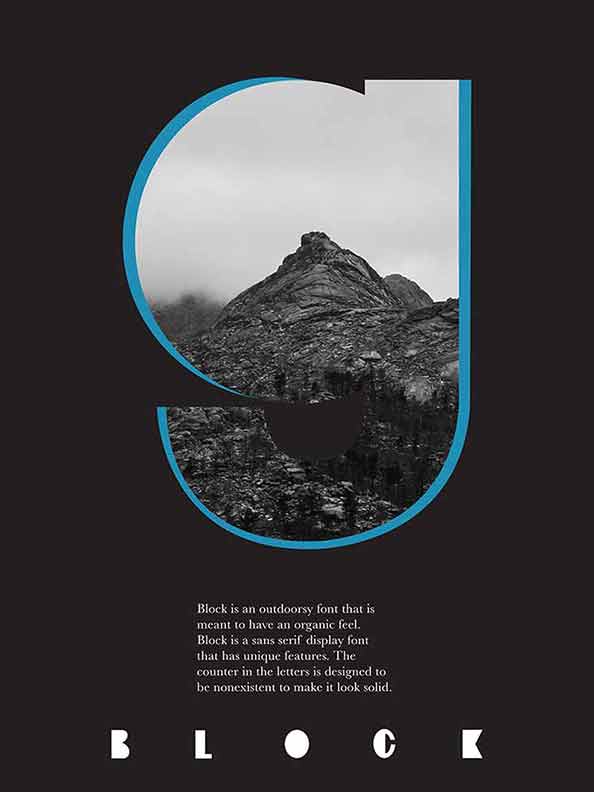 g
Block is an outdoorsy font that is
meant to have an organic feel.
Block is a sans serif display font
that has unique features. The
counter in the letters is designed to
be nonexistent to make it look solid.
BLOCK